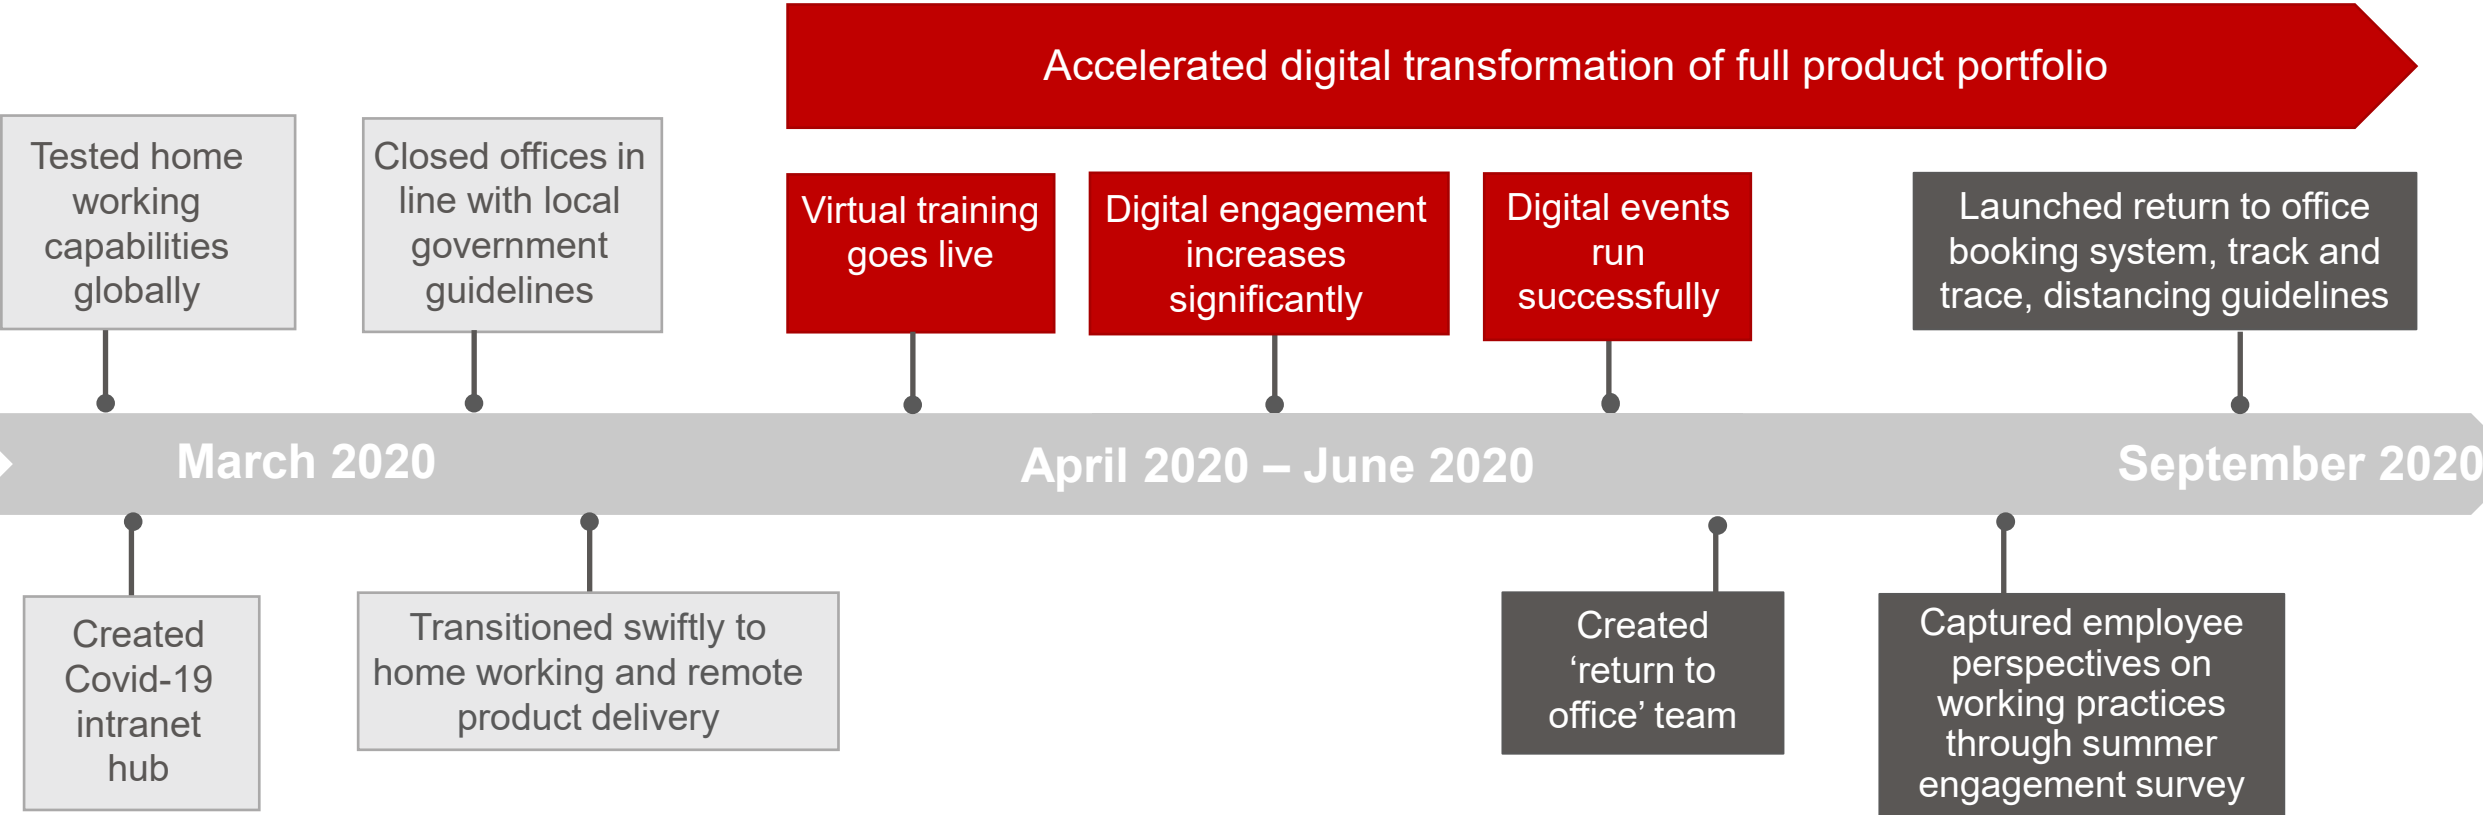 Accelerated digital transformation of full product portfolio
Tested home
working
capabilities
globally
Closed offices in
line with local
government
guidelines
Virtual training
goes live
Digital engagement
increases
significantly
Digital events
run
successfully
Launched return to office
booking system, track and
trace, distancing guidelines
March 2020
April 2020 – June 2020
September 2020
Created
Covid-19
intranet
hub
Transitioned swiftly to
home working and remote
product delivery
Created
‘return to
office’ team
Captured employee
perspectives on
working practices
through summer
engagement survey